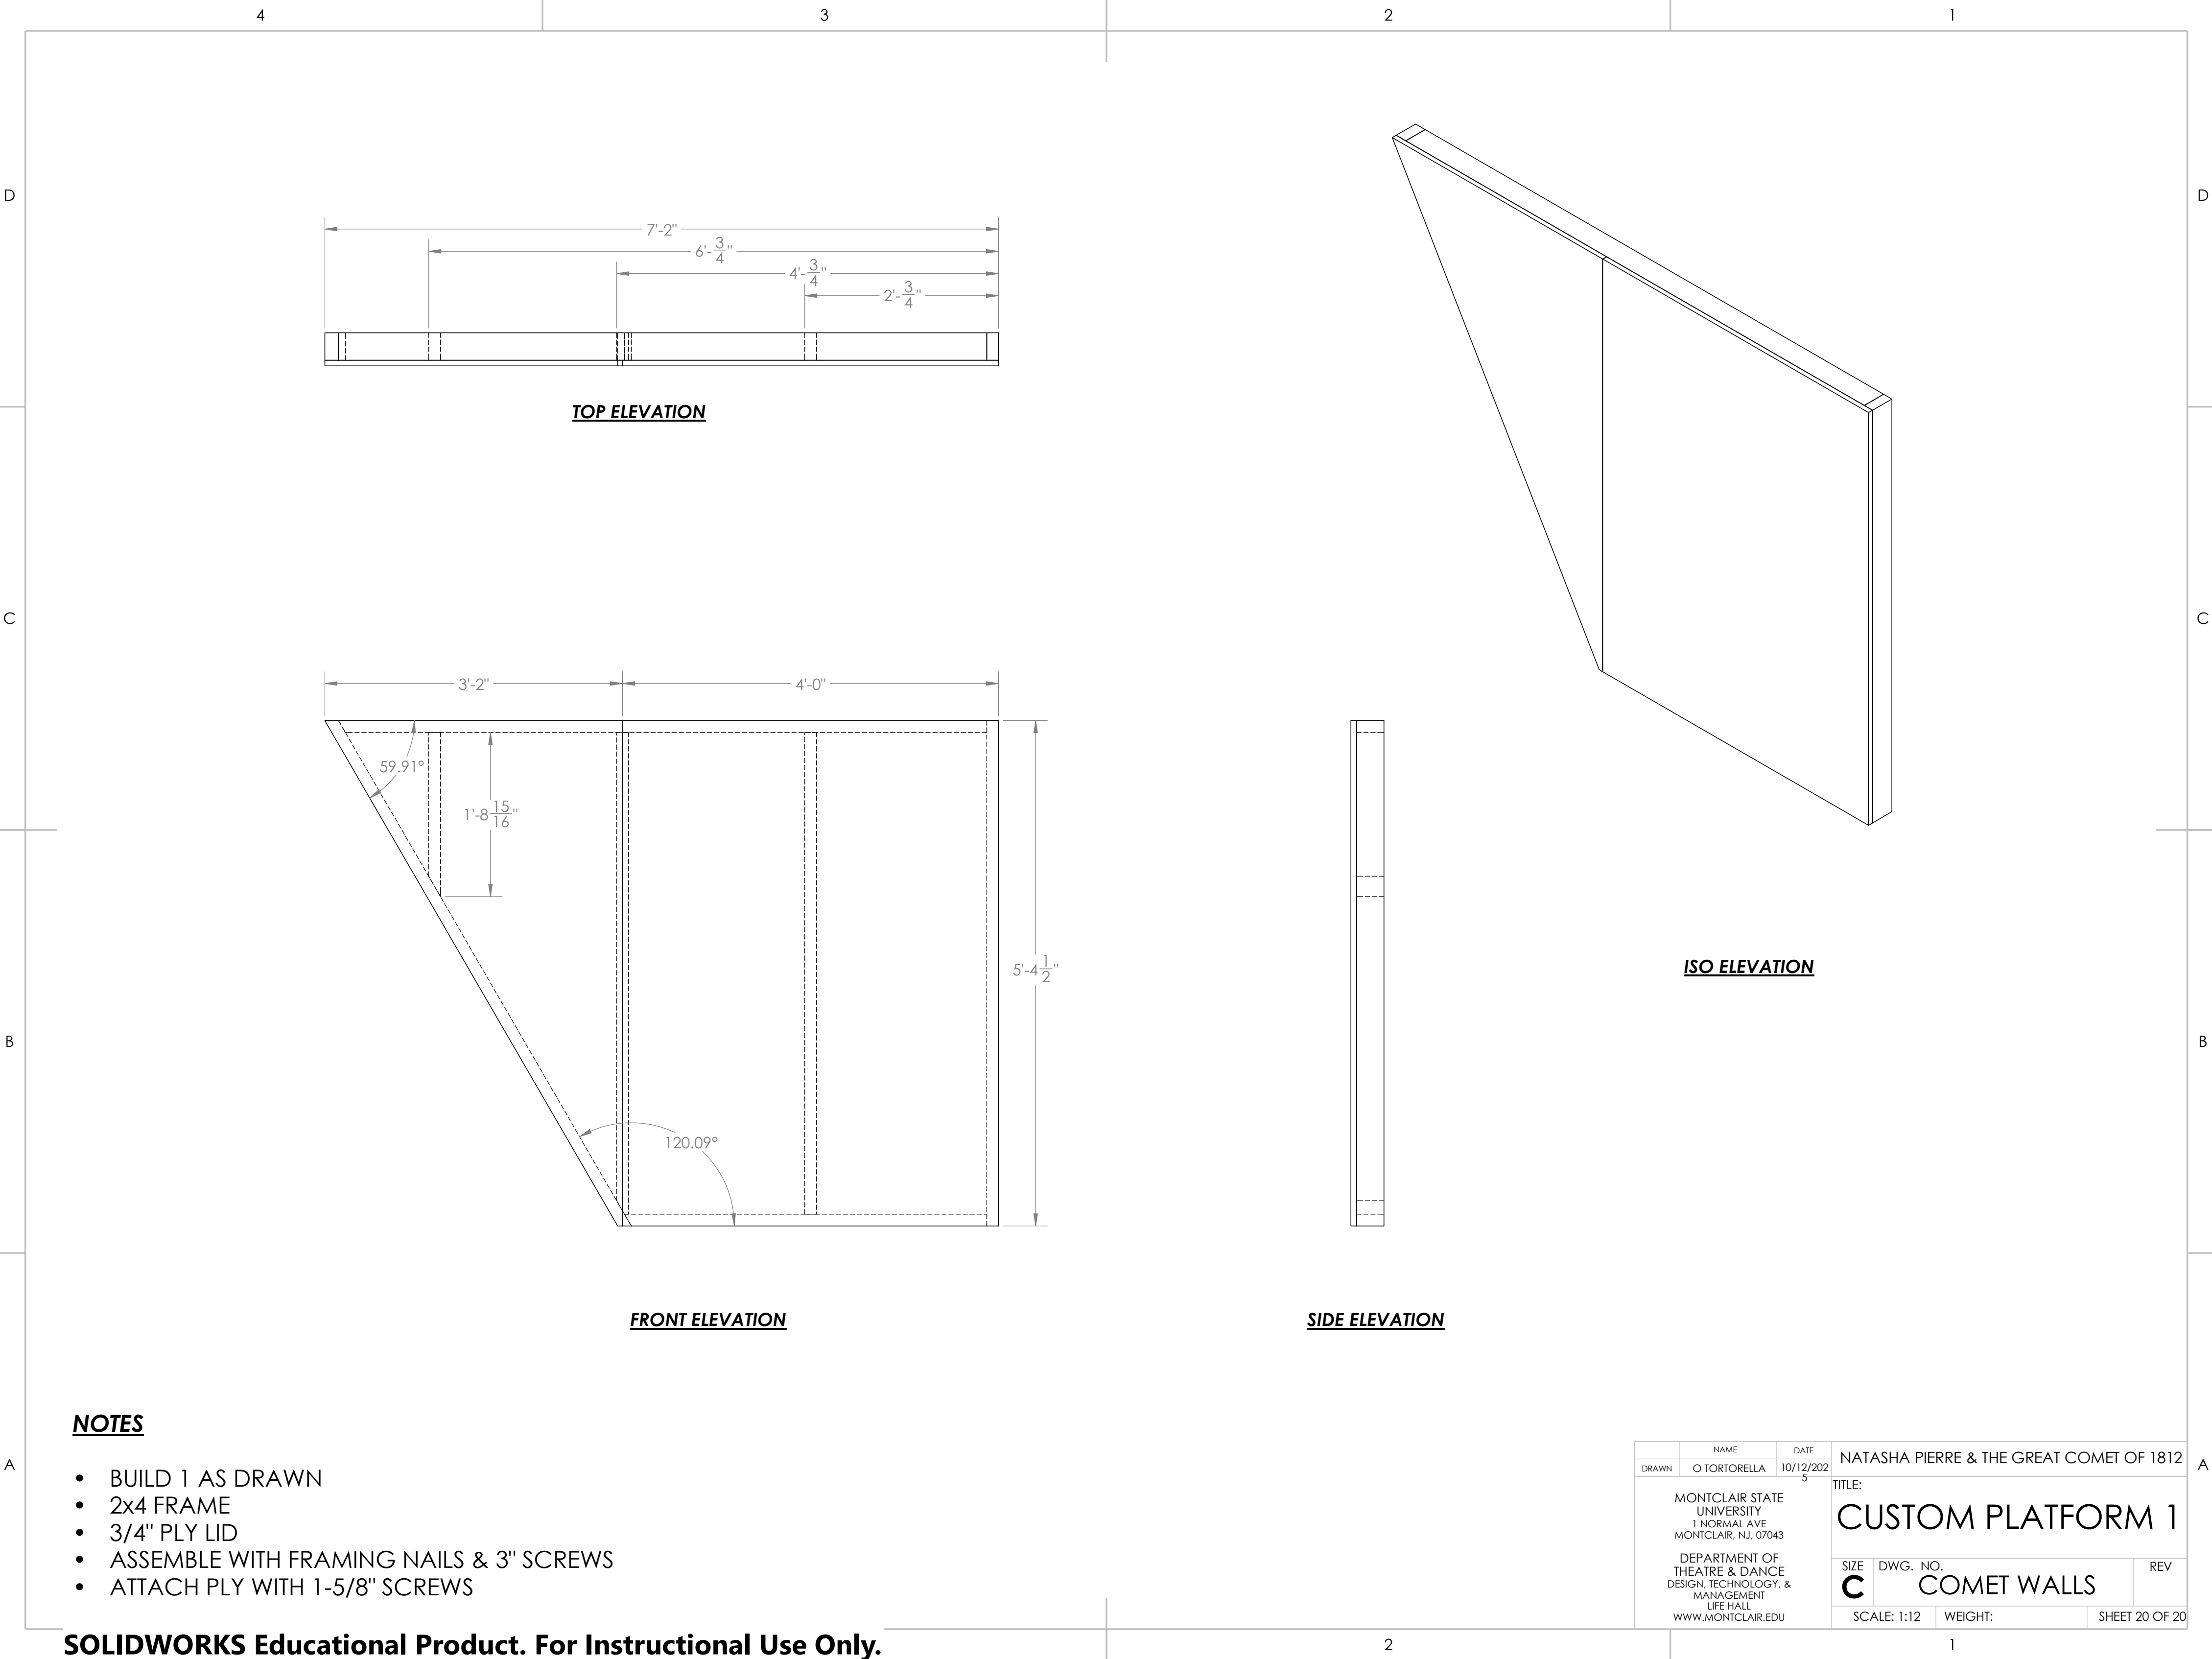 4 3 2 1
D D
7'-2"
6'-3/4"
4'-3/4"
2'-3/4"
TOP ELEVATION
C C
3'-2" 4'-0"
59.91°
1'-8 15/16"
5'-4 1/2"
120.09°
ISO ELEVATION
B B
FRONT ELEVATION
SIDE ELEVATION
A A
NOTES
• BUILD 1 AS DRAWN
• 2x4 FRAME
• 3/4" PLY LID
• ASSEMBLE WITH FRAMING NAILS & 3" SCREWS
• ATTACH PLY WITH 1-5/8" SCREWS
NAME DATE
DRAWN O TORTORELLA 10/12/202
5
MONTCLAIR STATE
UNIVERSITY
1 NORMAL AVE
MONTCLAIR, NJ, 07043
DEPARTMENT OF
THEATRE & DANCE
DESIGN, TECHNOLOGY, &
MANAGEMENT
LIFE HALL
WWW.MONTCLAIR.EDU
NATASHA PIERRE & THE GREAT COMET OF 1812
TITLE:
CUSTOM PLATFORM 1
SIZE DWG. NO. REV
C COMET WALLS
SCALE: 1:12 WEIGHT: SHEET 20 OF 20
SOLIDWORKS Educational Product. For Instructional Use Only.
2 1